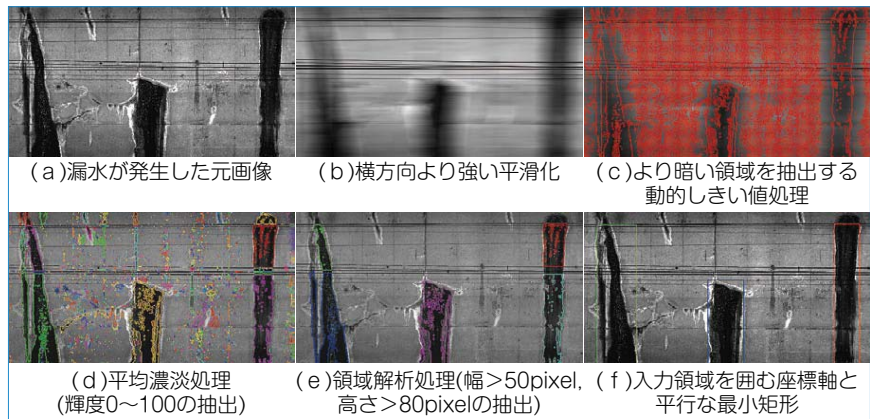 (a)漏水が発生した元画像
(b)横方向より強い平滑化
(c)より暗い領域を抽出する
動的しきい値処理
(d)平均濃淡処理
(輝度0～100の抽出)
(e)領域解析処理(幅>50pixel,
高さ>80pixelの抽出)
(f)入力領域を囲む座標軸と
平行な最小矩形